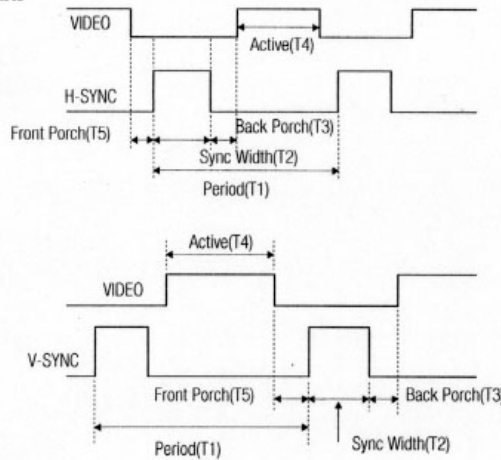 VIDEO
Active(T4)
H-SYNC
Front Porch(T5)
Back Porch(T3)
Sync Width(T2)
Period(T1)
Active(T4)
VIDEO
V-SYNC
Front Porch(T5)
Back Porch(T3)
Period(T1)
Sync Width(T2)